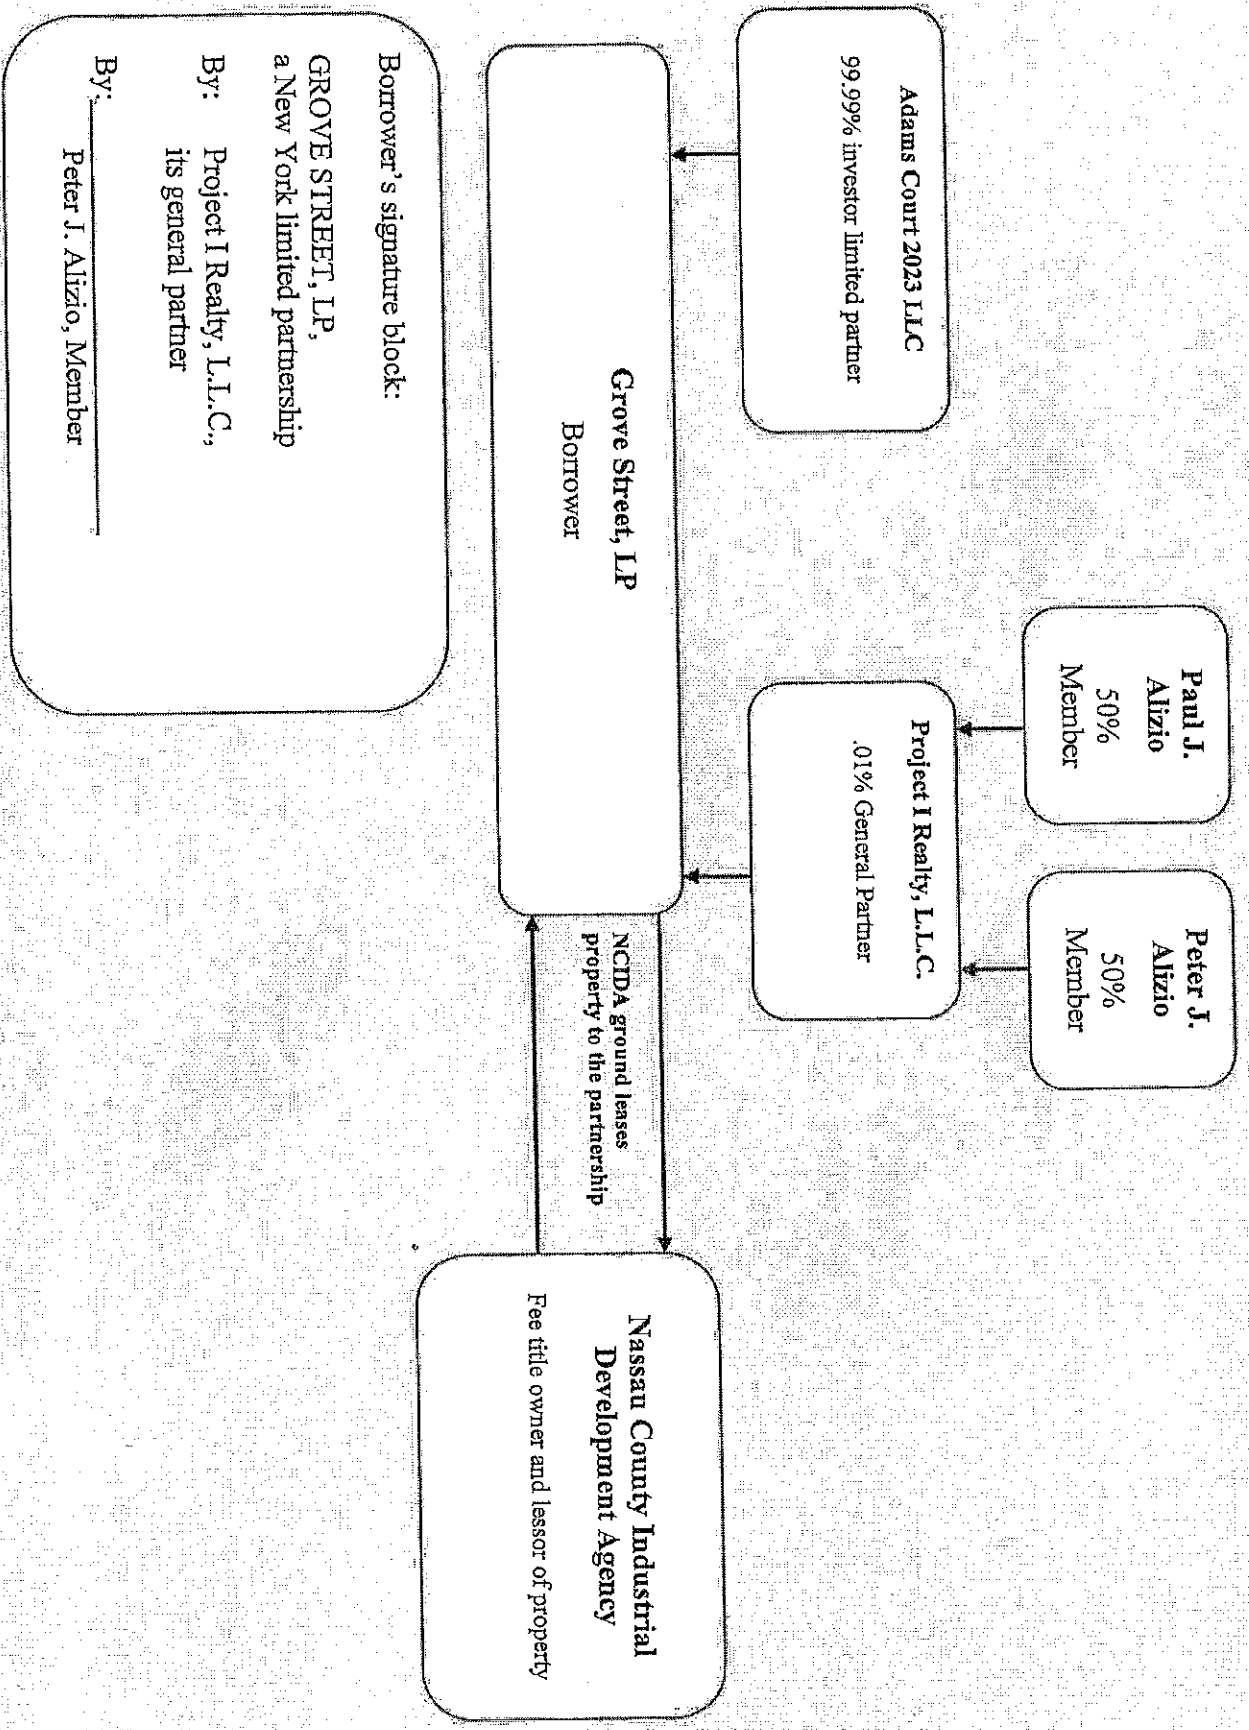 Paul J.
Alizio
50%
Member
Peter J.
Alizio
50%
Member
Adams Court 2023 LLC
99.99% investor limited partner
Project I Realty, L.L.C.
.01% General Partner
Grove Street, LP
Borrower
NCIDA ground leases
property to the partnership
Nassau County Industrial
Development Agency
Fee title owner and lessor of property
Borrower's signature block:
GROVE STREET, LP,
a New York limited partnership
By: Project I Realty, L.L.C.,
its general partner
By:
Peter J. Alizio, Member